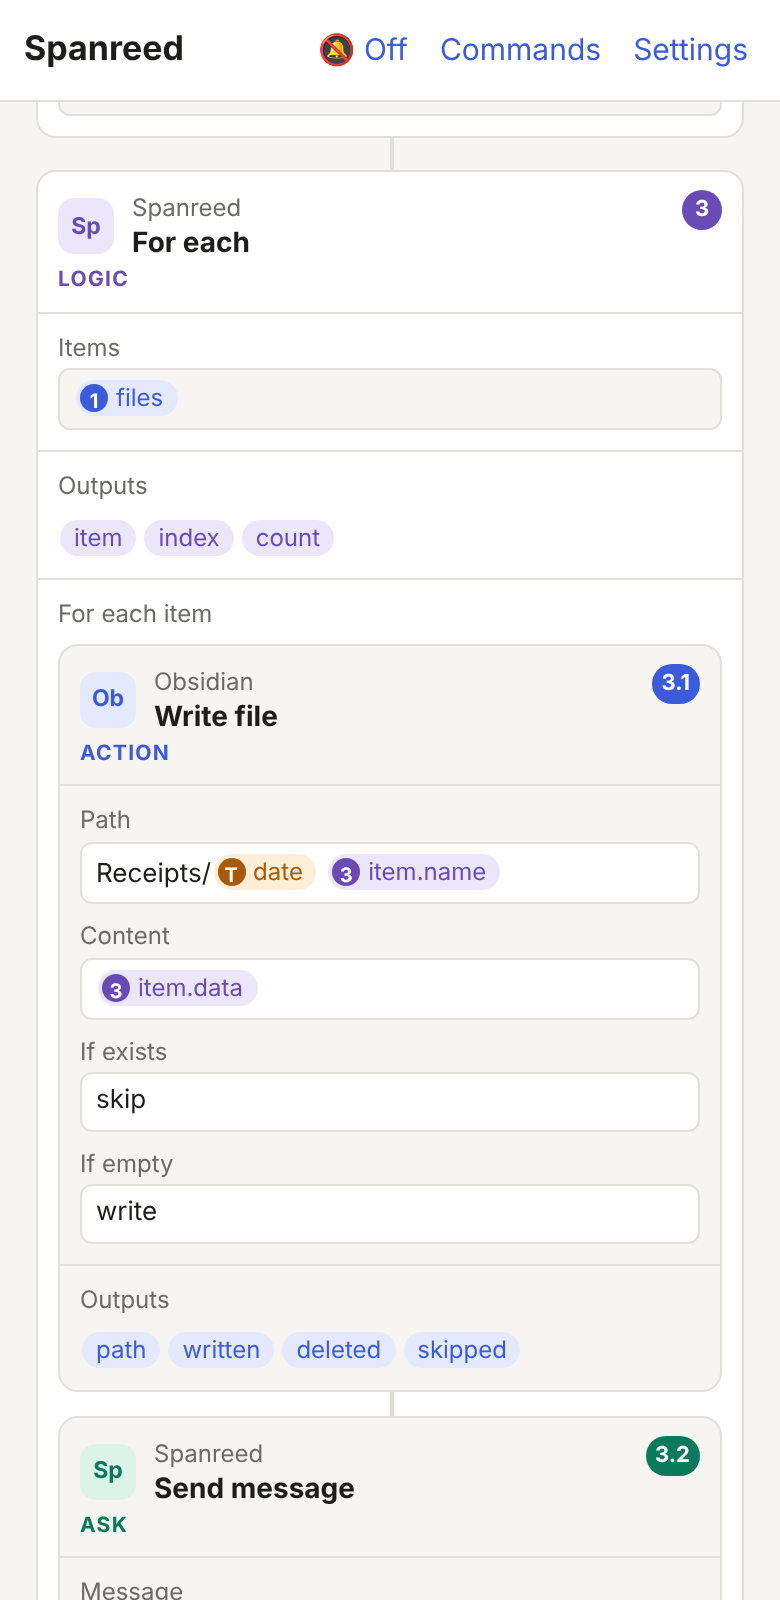 Spanreed Off Commands Settings
Sp Spanreed 3
For each
LOGIC
Items
1 files
Outputs
item index count
For each item
Ob Obsidian 3.1
Write file
ACTION
Path
Receipts/ T date 3 item.name
Content
3 item.data
If exists
skip
If empty
write
Outputs
path written deleted skipped
Sp Spanreed 3.2
Send message
ASK
Message